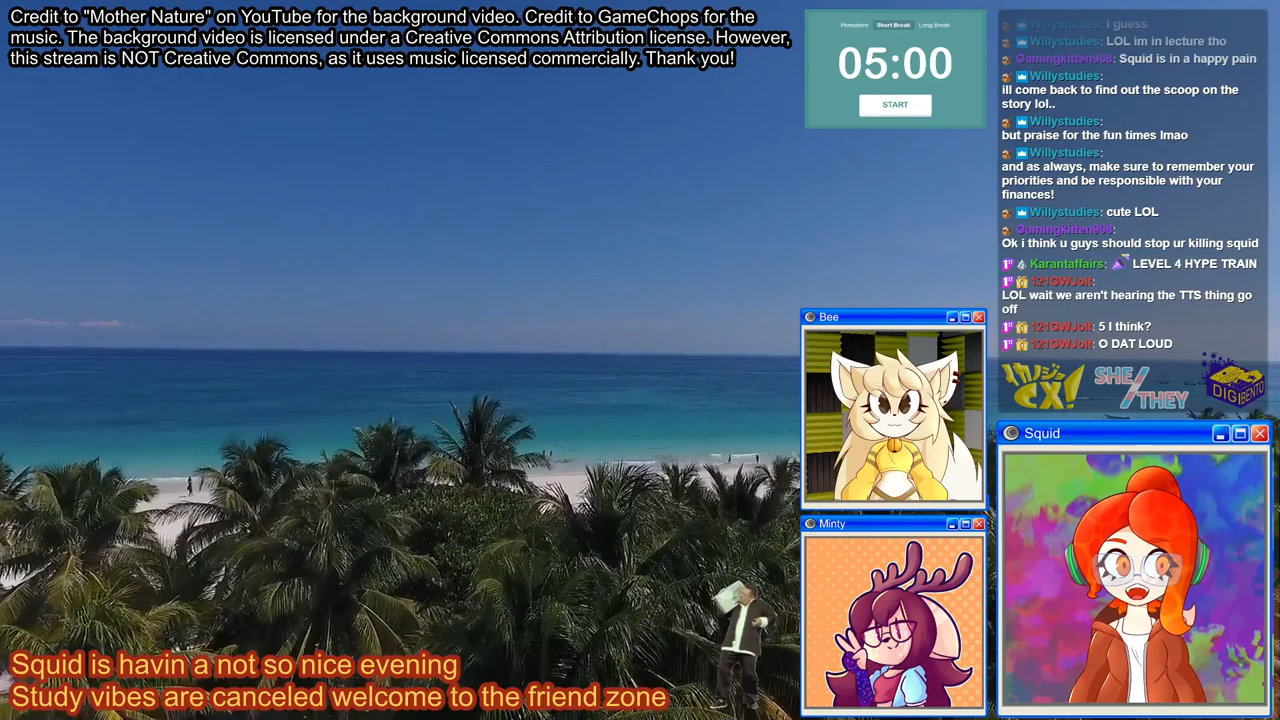 Credit to "Mother Nature" on YouTube for the background video. Credit to GameChops for the
music. The background video is licensed under a Creative Commons Attribution license. However,
this stream is NOT Creative Commons, as it uses music licensed commercially. Thank you!
Pomodoro Short Break Long Break
05:00
START
Willystudies: I guess
Willystudies: LOL im in lecture tho
Gamingkitten908: Squid is in a happy pain
Willystudies:
ill come back to find out the scoop on the
story lol..
Willystudies:
but praise for the fun times lmao
Willystudies:
and as always, make sure to remember your
priorities and be responsible with your
finances!
Willystudies: cute LOL
Gamingkitten908:
Ok i think u guys should stop ur killing squid
1ST Karantaffairs: LEVEL 4 HYPE TRAIN
1ST 121GWJolt:
LOL wait we aren't hearing the TTS thing go
off
1ST 121GWJolt: 5 I think?
1ST 121GWJolt: O DAT LOUD
CX!
SHE/THEY
DIGIBENTO
Bee
Squid
Minty
Squid is havin a not so nice evening
Study vibes are canceled welcome to the friend zone